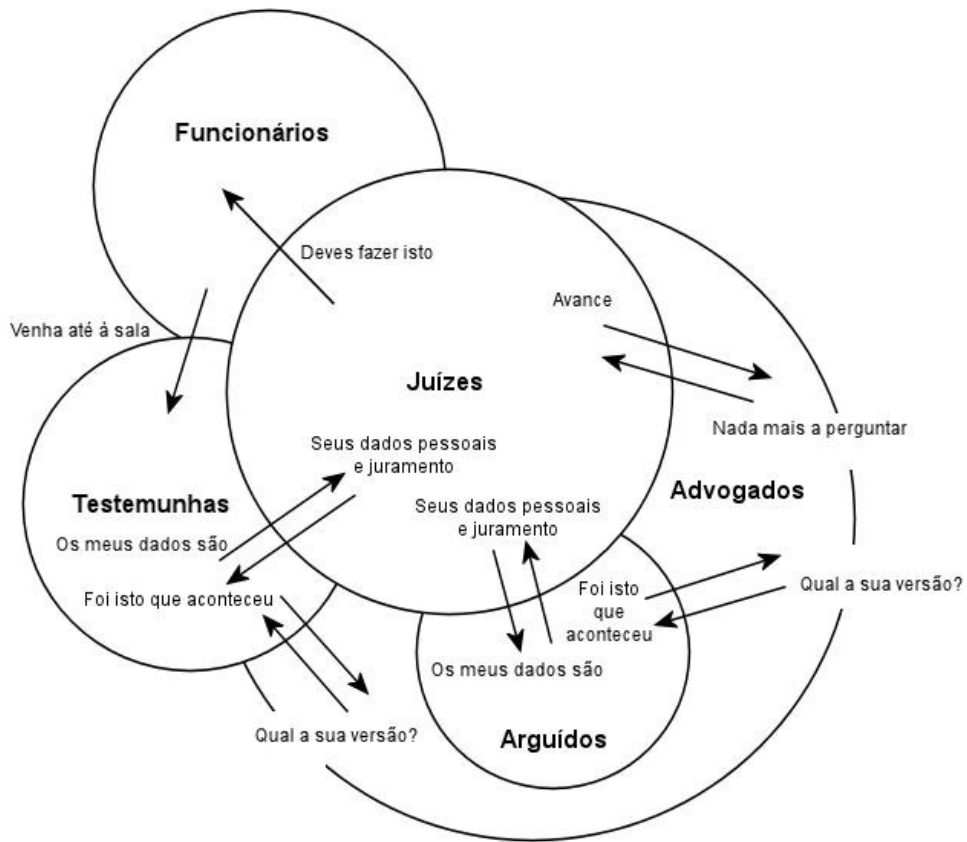 Funcionários
Deves fazer isto
Avance
Venha até à sala
Juízes
Nada mais a perguntar
Seus dados pessoais
e juramento
Testemunhas
Advogados
Seus dados pessoais
e juramento
Os meus dados são
Foi isto que aconteceu
Foi isto
que
aconteceu
Qual a sua versão?
Os meus dados são
Qual a sua versão?
Arguídos